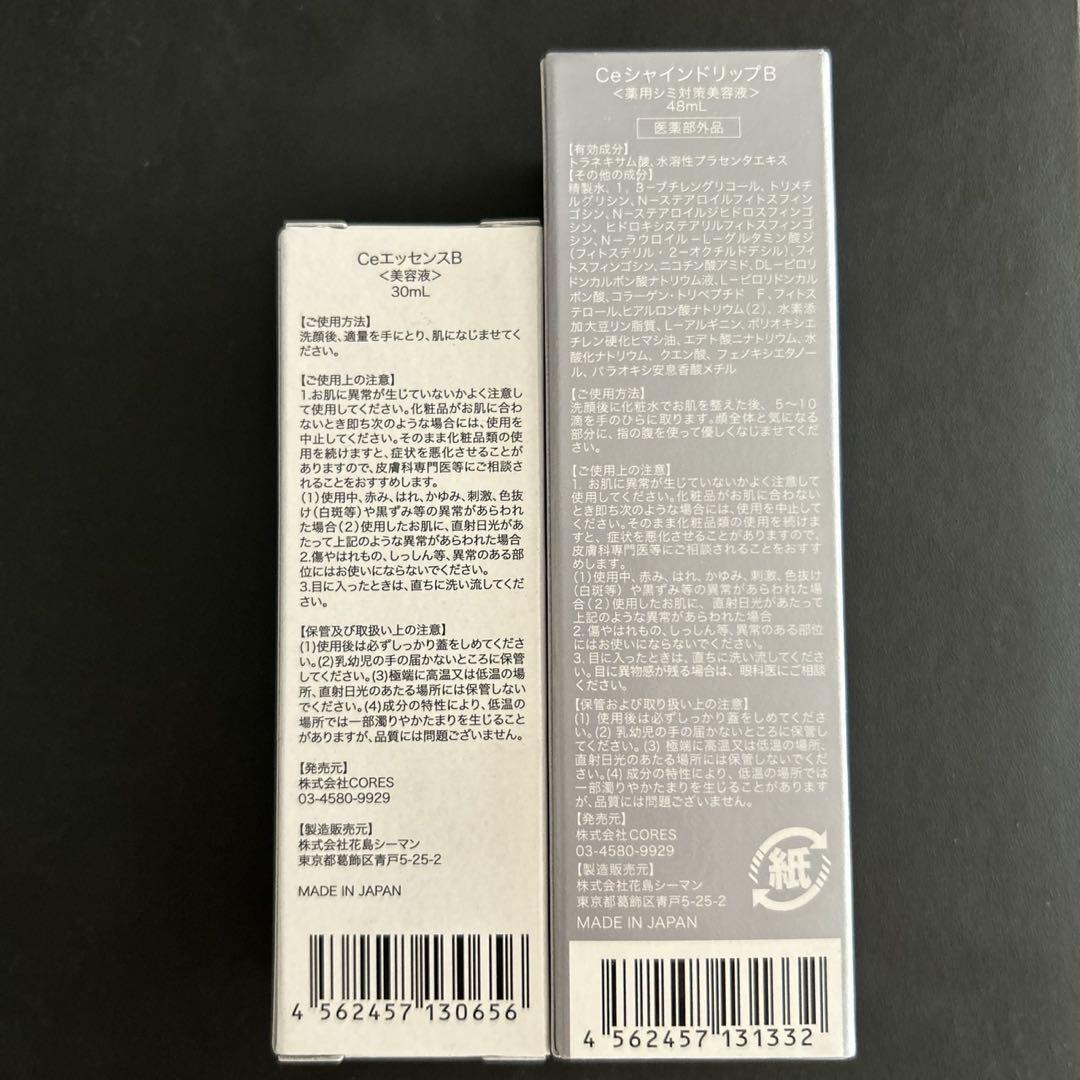 CeエッセンスB
＜美容液＞
30mL
【ご使用方法】
洗顔後、適量を手にとり、肌になじませてく
ださい。
【ご使用上の注意】
1.お肌に異常が生じていないかよく注意し
て使用してください。化粧品がお肌に合わ
ないとき即ち次のような場合には、使用を
中止してください。そのまま化粧品類の使
用を続けますと、症状を悪化させることが
ありますので、皮膚科専門医等にご相談さ
れることをおすすめします。
(1)使用中、赤み、はれ、かゆみ、刺激、色抜
け(白斑等)や黒ずみ等の異常があらわれ
た場合(2)使用したお肌に、直射日光があ
たって上記のような異常があらわれた場合
2.傷やはれもの、しっしん等、異常のある部
位にはお使いにならないでください。
3.目に入ったときは、直ちに洗い流してくだ
さい。
【保管及び取扱い上の注意】
(1)使用後は必ずしっかり蓋をしめてくださ
い。(2)乳幼児の手の届かないところに保管
してください。(3)極端に高温又は低温の場
所、直射日光のあたる場所には保管しない
でください。(4)成分の特性により、低温の
場所では一部濁りやかたまりを生じること
がありますが、品質には問題ございません。
【発売元】
株式会社CORES
03-4580-9929
【製造販売元】
株式会社花島シーマン
東京都葛飾区青戸5-25-2
MADE IN JAPAN
4 562457 130656
CeシャインドリップB
＜薬用シミ対策美容液＞
48mL
医薬部外品
【有効成分】
トラネキサム酸、水溶性プラセンタエキス
【その他の成分】
精製水、1，3－ブチレングリコール、トリメチ
ルグリシン、N－ステアロイルフィトスフィン
ゴシン、N－ステアロイルジヒドロスフィンゴ
シン、ヒドロキシステアリルフィトスフィン
ゴシン、N－ラウロイル－L－グルタミン酸ジ
(フィトステリル・2－オクチルドデシル)、フィ
トスフィンゴシン、ニコチン酸アミド、DL－ピロリ
ドンカルボン酸ナトリウム液、L－ピロリドンカル
ボン酸、コラーゲン・トリペプチド F、フィトス
テロール、ヒアルロン酸ナトリウム(2)、水素添
加大豆リン脂質、L－アルギニン、ポリオキシエ
チレン硬化ヒマシ油、エデト酸二ナトリウム、水
酸化ナトリウム、クエン酸、フェノキシエタノー
ル、パラオキシ安息香酸メチル
【ご使用方法】
洗顔後に化粧水でお肌を整えた後、5～10
滴を手のひらに取ります。顔全体と気になる
部分に、指の腹を使って優しくなじませてくだ
さい。
【ご使用上の注意】
1. お肌に異常が生じていないかよく注意して
使用してください。化粧品がお肌に合わない
とき即ち次のような場合には、使用を中止し
てください。そのまま化粧品類の使用を続けま
すと、症状を悪化させることがありますので、
皮膚科専門医等にご相談されることをおすす
めします。
(1)使用中、赤み、はれ、かゆみ、刺激、色抜け
(白斑等) や黒ずみ等の異常があらわれた場
合(2)使用したお肌に、直射日光があたって
上記のような異常があらわれた場合
2. 傷やはれもの、しっしん等、異常のある部位
にはお使いにならないでください。
3. 目に入ったときは、直ちに洗い流してくださ
い。目に異物感が残る場合は、眼科医にご相談
ください。
【保管および取り扱い上の注意】
(1) 使用後は必ずしっかり蓋をしめてくださ
い。(2) 乳幼児の手の届かないところに保管し
てください。(3) 極端に高温又は低温の場所、
直射日光のあたる場所には保管しないでくださ
い。(4) 成分の特性により、低温の場所では
一部濁りやかたまりを生じることがあります
が、品質には問題ございません。
【発売元】
株式会社CORES
03-4580-9929
【製造販売元】
株式会社花島シーマン
東京都葛飾区青戸5-25-2
MADE IN JAPAN
紙
4 562457 131332